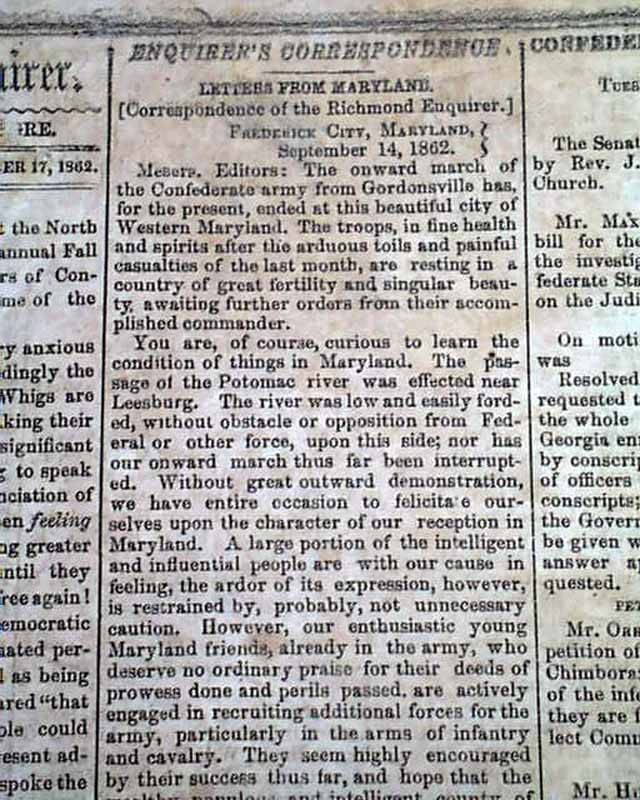 uirer.
RE.
ER 17, 1862.
t the North
annual Fall
rs of Con-
me of the
ry anxious
dingly the
Whigs are
king their
significant
g to speak
nciation of
en feeling
ng greater
until they
free again!
emocratic
nated per-
l as being
ared "that
ple could
resent ad-
spoke the
ENQUIRER'S CORRESPONDENCE.
LETTERS FROM MARYLAND.
[Correspondence of the Richmond Enquirer.]
FREDERICK CITY, MARYLAND, }
September 14, 1862. }
Messrs. Editors: The onward march of
the Confederate army from Gordonsville has,
for the present, ended at this beautiful city of
Western Maryland. The troops, in fine health
and spirits after the arduous toils and painful
casualties of the last month, are resting in a
country of great fertility and singular beau-
ty, awaiting further orders from their accom-
plished commander.
You are, of course, curious to learn the
condition of things in Maryland. The pas-
sage of the Potomac river was effected near
Leesburg. The river was low and easily ford-
ed, without obstacle or opposition from Fed-
eral or other force, upon this side; nor has
our onward march thus far been interrupt-
ed. Without great outward demonstration,
we have entire occasion to felicitate our-
selves upon the character of our reception in
Maryland. A large portion of the intelligent
and influential people are with our cause in
feeling, the ardor of its expression, however,
is restrained by, probably, not unnecessary
caution. However, our enthusiastic young
Maryland friends, already in the army, who
deserve no ordinary praise for their deeds of
prowess done and perils passed, are actively
engaged in recruiting additional forces for the
army, particularly in the arms of infantry
and cavalry. They seem highly encouraged
by their success thus far, and hope that the
wealthy, populous and intelligent county of
CONFEDER
TUES
The Senat
by Rev. J.
Church.
Mr. MAX
bill for the
the investig
federate Sta
on the Judi
On moti
was
Resolved
requested t
the whole
Georgia en
by conscrip
of officers
conscripts;
the Govern
be given w
answer ap
quested.
PE
Mr. ORR
petition of
Chimbora
of the inf
they are f
lect Comm
Mr. H